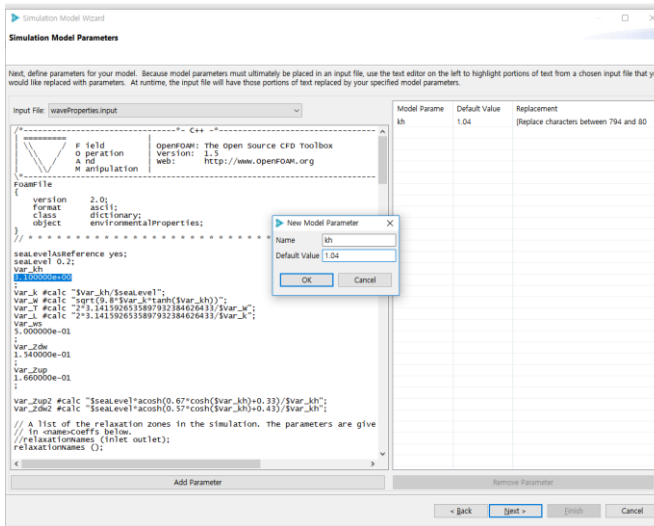 Simulation Model Wizard
Simulation Model Parameters
Next, define parameters for your model. Because model parameters must ultimately be placed in an input file, use the text editor on the left to highlight portions of text from a chosen input file that y
would like replaced with parameters. At runtime, the input file will have those portions of text replaced by your specified model parameters.
Input File: waveProperties.input
/*--------------------------------*- C++ -*----------------------------------
| ========= |
| \\ / F ield | OpenFOAM: The Open Source CFD Toolbox
| \\ / O peration | Version: 1.5
| \\ / A nd | Web: http://www.OpenFOAM.org
| \\/ M anipulation |
\*---------------------------------------------------------------------------
FoamFile
{
version 2.0;
format ascii;
class dictionary;
object environmentalProperties;
}
// * * * * * * * * * * * * * * * * * * * * * * *
seaLevelAsReference yes;
seaLevel 0.2;
var_kh
3.100000e+00
;
var_k #calc "$var_kh/$seaLevel";
var_W #calc "sqrt(9.8*$var_k*tanh($var_kh))";
var_T #calc "2*3.14159265358979323​84626433/$var_W";
var_L #calc "2*3.1415926535897932384626433/$var_k";
var_ws
5.000000e-01
;
var_Zdw
1.540000e-01
;
var_Zup
1.660000e-01
;
var_Zup2 #calc "$seaLevel*acosh(0.67*cosh($var_kh)+0.33)/$var_kh";
var_Zdw2 #calc "$seaLevel*acosh(0.57*cosh($var_kh)+0.43)/$var_kh";
// A list of the relaxation zones in the simulation. The parameters are give
// in <name>Coeffs below.
//relaxationNames (inlet outlet);
relaxationNames ();
Add Parameter
Model Parame Default Value Replacement
kh 1.04 {Replace characters between 794 and 80
New Model Parameter
Name kh
Default Value 1.04
OK Cancel
Remove Parameter
< Back Next > Finish Cancel